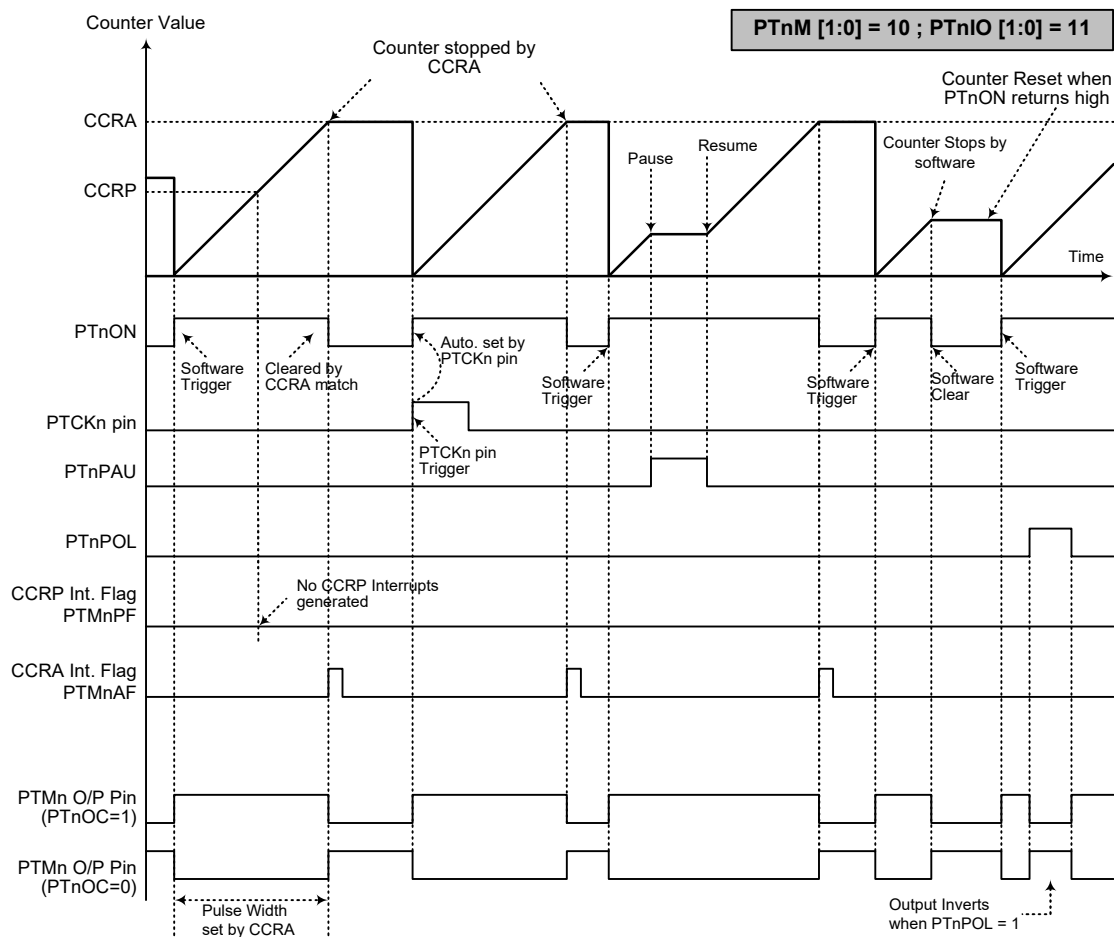 Counter Value
PTnM [1:0] = 10 ; PTnIO [1:0] = 11
Counter stopped by
CCRA
Counter Reset when
PTnON returns high
CCRA
Pause
Resume
Counter Stops by
software
CCRP
Time
PTnON
Software
Trigger
Cleared by
CCRA match
Auto. set by
PTCKn pin
Software
Trigger
Software
Trigger
Software
Clear
Software
Trigger
PTCKn pin
PTCKn pin
Trigger
PTnPAU
PTnPOL
CCRP Int. Flag
PTMnPF
No CCRP Interrupts
generated
CCRA Int. Flag
PTMnAF
PTMn O/P Pin
(PTnOC=1)
PTMn O/P Pin
(PTnOC=0)
Pulse Width
set by CCRA
Output Inverts
when PTnPOL = 1